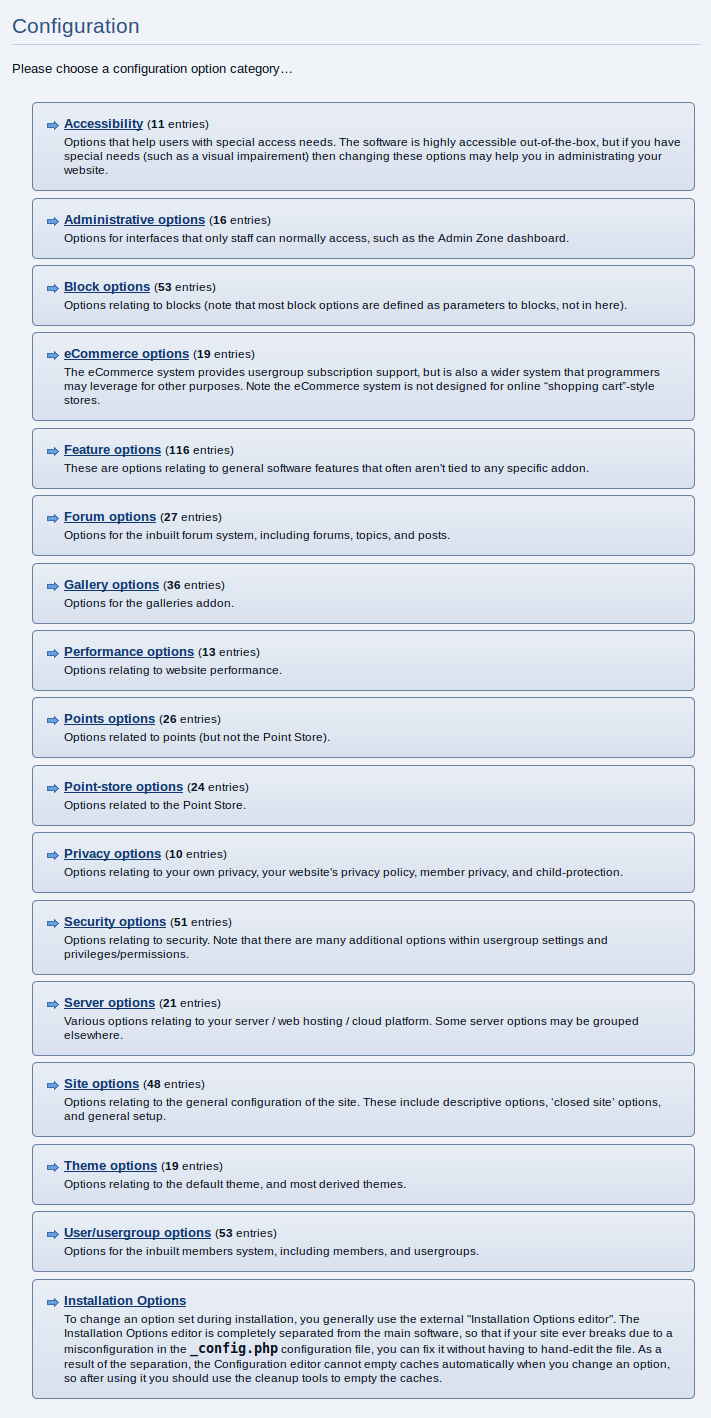 Configuration
Please choose a configuration option category…
Accessibility (11 entries)
Options that help users with special access needs. The software is highly accessible out-of-the-box, but if you have
special needs (such as a visual impairement) then changing these options may help you in administrating your
website.
Administrative options (16 entries)
Options for interfaces that only staff can normally access, such as the Admin Zone dashboard.
Block options (53 entries)
Options relating to blocks (note that most block options are defined as parameters to blocks, not in here).
eCommerce options (19 entries)
The eCommerce system provides usergroup subscription support, but is also a wider system that programmers
may leverage for other purposes. Note the eCommerce system is not designed for online “shopping cart”-style
stores.
Feature options (116 entries)
These are options relating to general software features that often aren't tied to any specific addon.
Forum options (27 entries)
Options for the inbuilt forum system, including forums, topics, and posts.
Gallery options (36 entries)
Options for the galleries addon.
Performance options (13 entries)
Options relating to website performance.
Points options (26 entries)
Options related to points (but not the Point Store).
Point-store options (24 entries)
Options related to the Point Store.
Privacy options (10 entries)
Options relating to your own privacy, your website's privacy policy, member privacy, and child-protection.
Security options (51 entries)
Options relating to security. Note that there are many additional options within usergroup settings and
privileges/permissions.
Server options (21 entries)
Various options relating to your server / web hosting / cloud platform. Some server options may be grouped
elsewhere.
Site options (48 entries)
Options relating to the general configuration of the site. These include descriptive options, ‘closed site’ options,
and general setup.
Theme options (19 entries)
Options relating to the default theme, and most derived themes.
User/usergroup options (53 entries)
Options for the inbuilt members system, including members, and usergroups.
Installation Options
To change an option set during installation, you generally use the external "Installation Options editor". The
Installation Options editor is completely separated from the main software, so that if your site ever breaks due to a
misconfiguration in the _config.php configuration file, you can fix it without having to hand-edit the file. As a
result of the separation, the Configuration editor cannot empty caches automatically when you change an option,
so after using it you should use the cleanup tools to empty the caches.